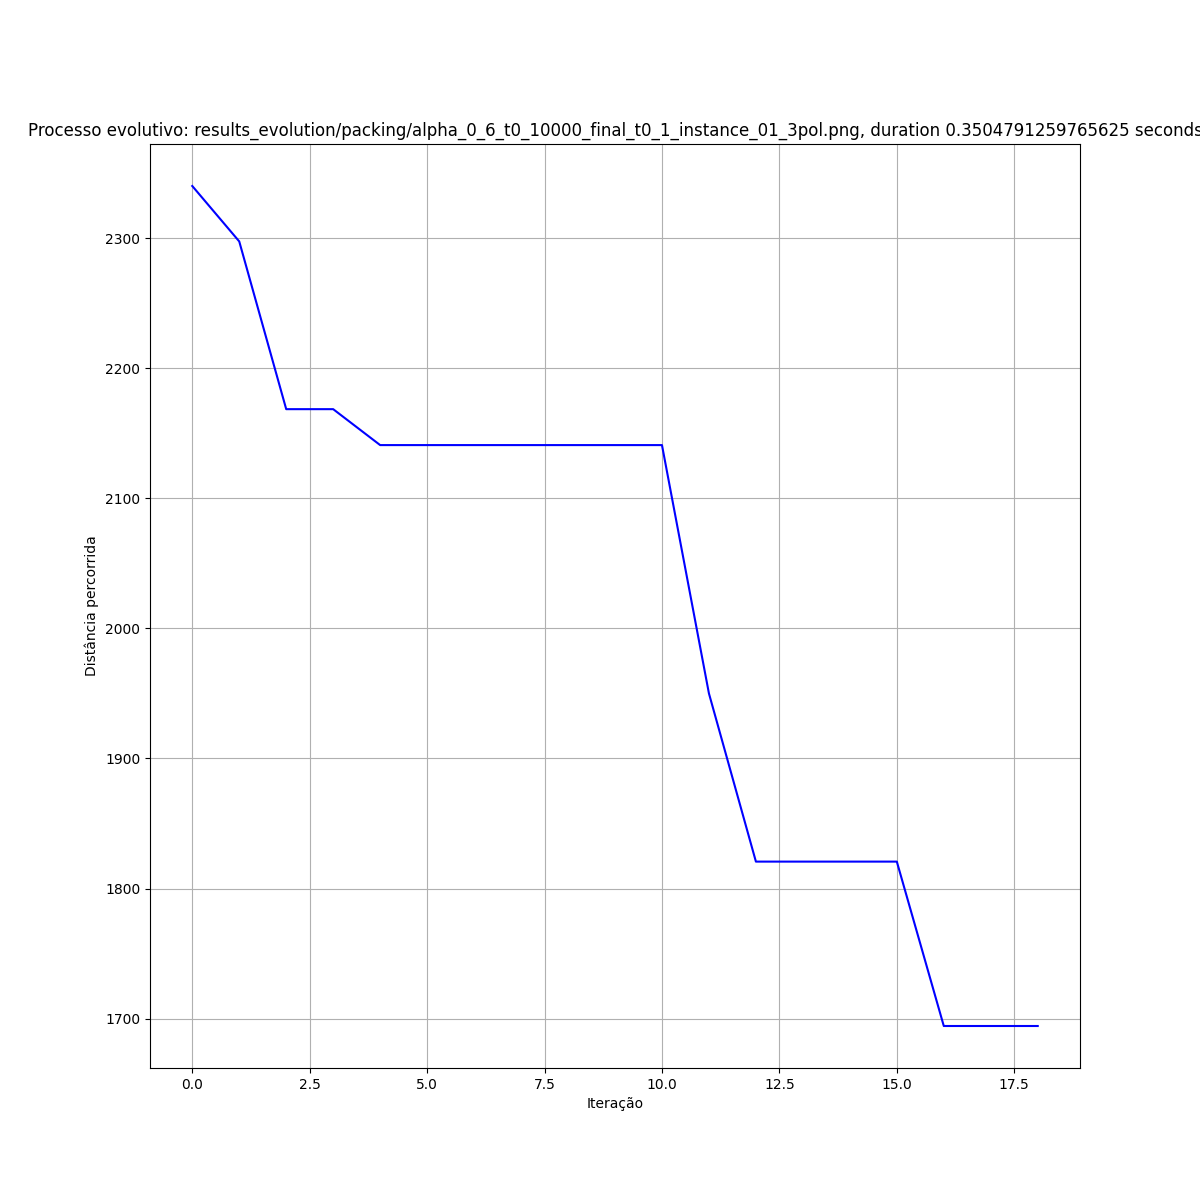 Processo evolutivo: results_evolution/packing/alpha_0_6_t0_10000_final_t0_1_instance_01_3pol.png, duration 0.3504791259765625 seconds
2300
2200
2100
2000
1900
1800
1700
Distância percorrida
0.0 2.5 5.0 7.5 10.0 12.5 15.0 17.5
Iteração